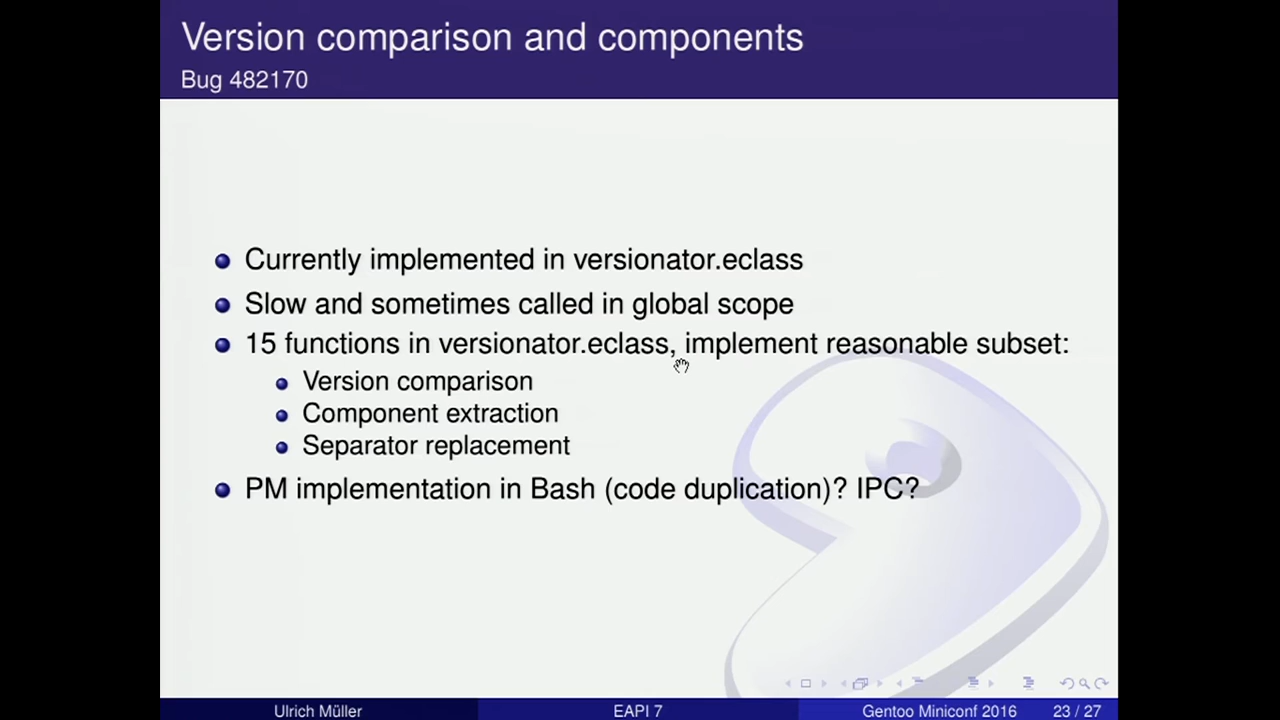 Version comparison and components
Bug 482170
Currently implemented in versionator.eclass
Slow and sometimes called in global scope
15 functions in versionator.eclass, implement reasonable subset:
Version comparison
Component extraction
Separator replacement
PM implementation in Bash (code duplication)? IPC?
Ulrich Müller
EAPI 7
Gentoo Miniconf 2016
23 / 27